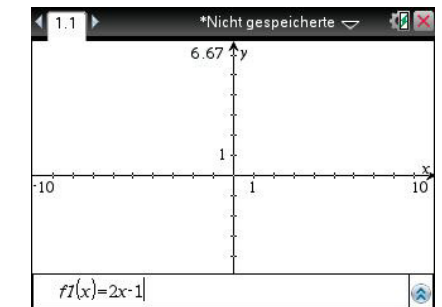 1.1 *Nicht gespeicherte
6.67 y
1
x
-10 1 10
f1(x)=2x-1